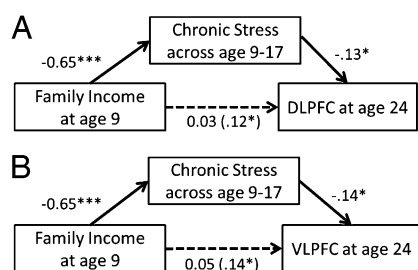 A
Chronic Stress
across age 9-17
-0.65***
-.13*
Family Income
at age 9
DLPFC at age 24
0.03 (.12*)
B
Chronic Stress
across age 9-17
-0.65***
-.14*
Family Income
at age 9
VLPFC at age 24
0.05 (.14*)